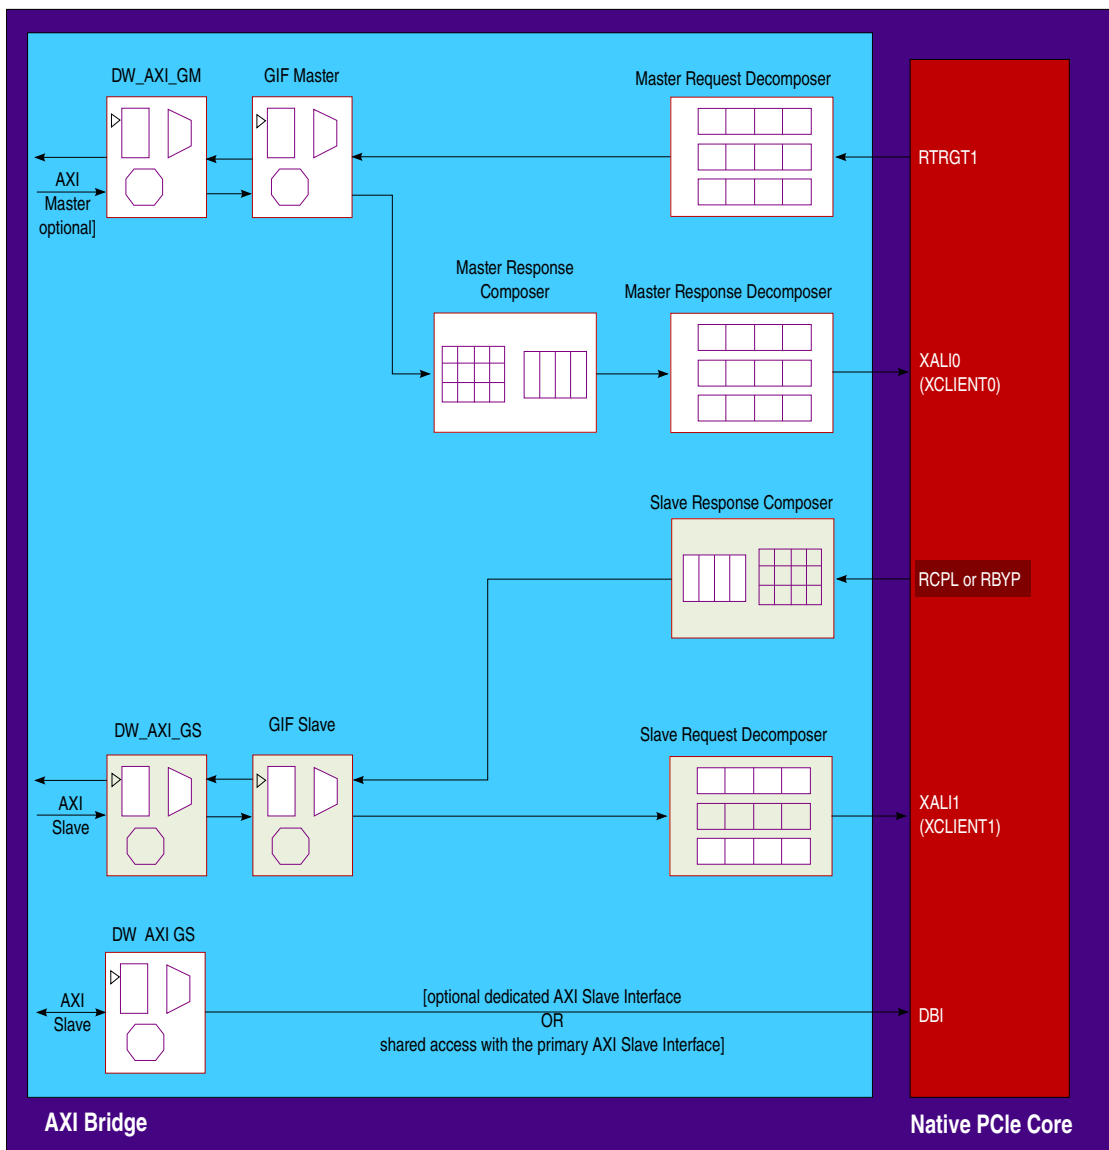 DW_AXI_GM
GIF Master
Master Request Decomposer
RTRGT1
AXI
Master
optional]
Master Response
Composer
Master Response Decomposer
XALI0
(XCLIENT0)
Slave Response Composer
RCPL or RBYP
DW_AXI_GS
GIF Slave
Slave Request Decomposer
AXI
Slave
XALI1
(XCLIENT1)
DW AXI GS
AXI
Slave
[optional dedicated AXI Slave Interface
OR
shared access with the primary AXI Slave Interface]
DBI
AXI Bridge
Native PCIe Core